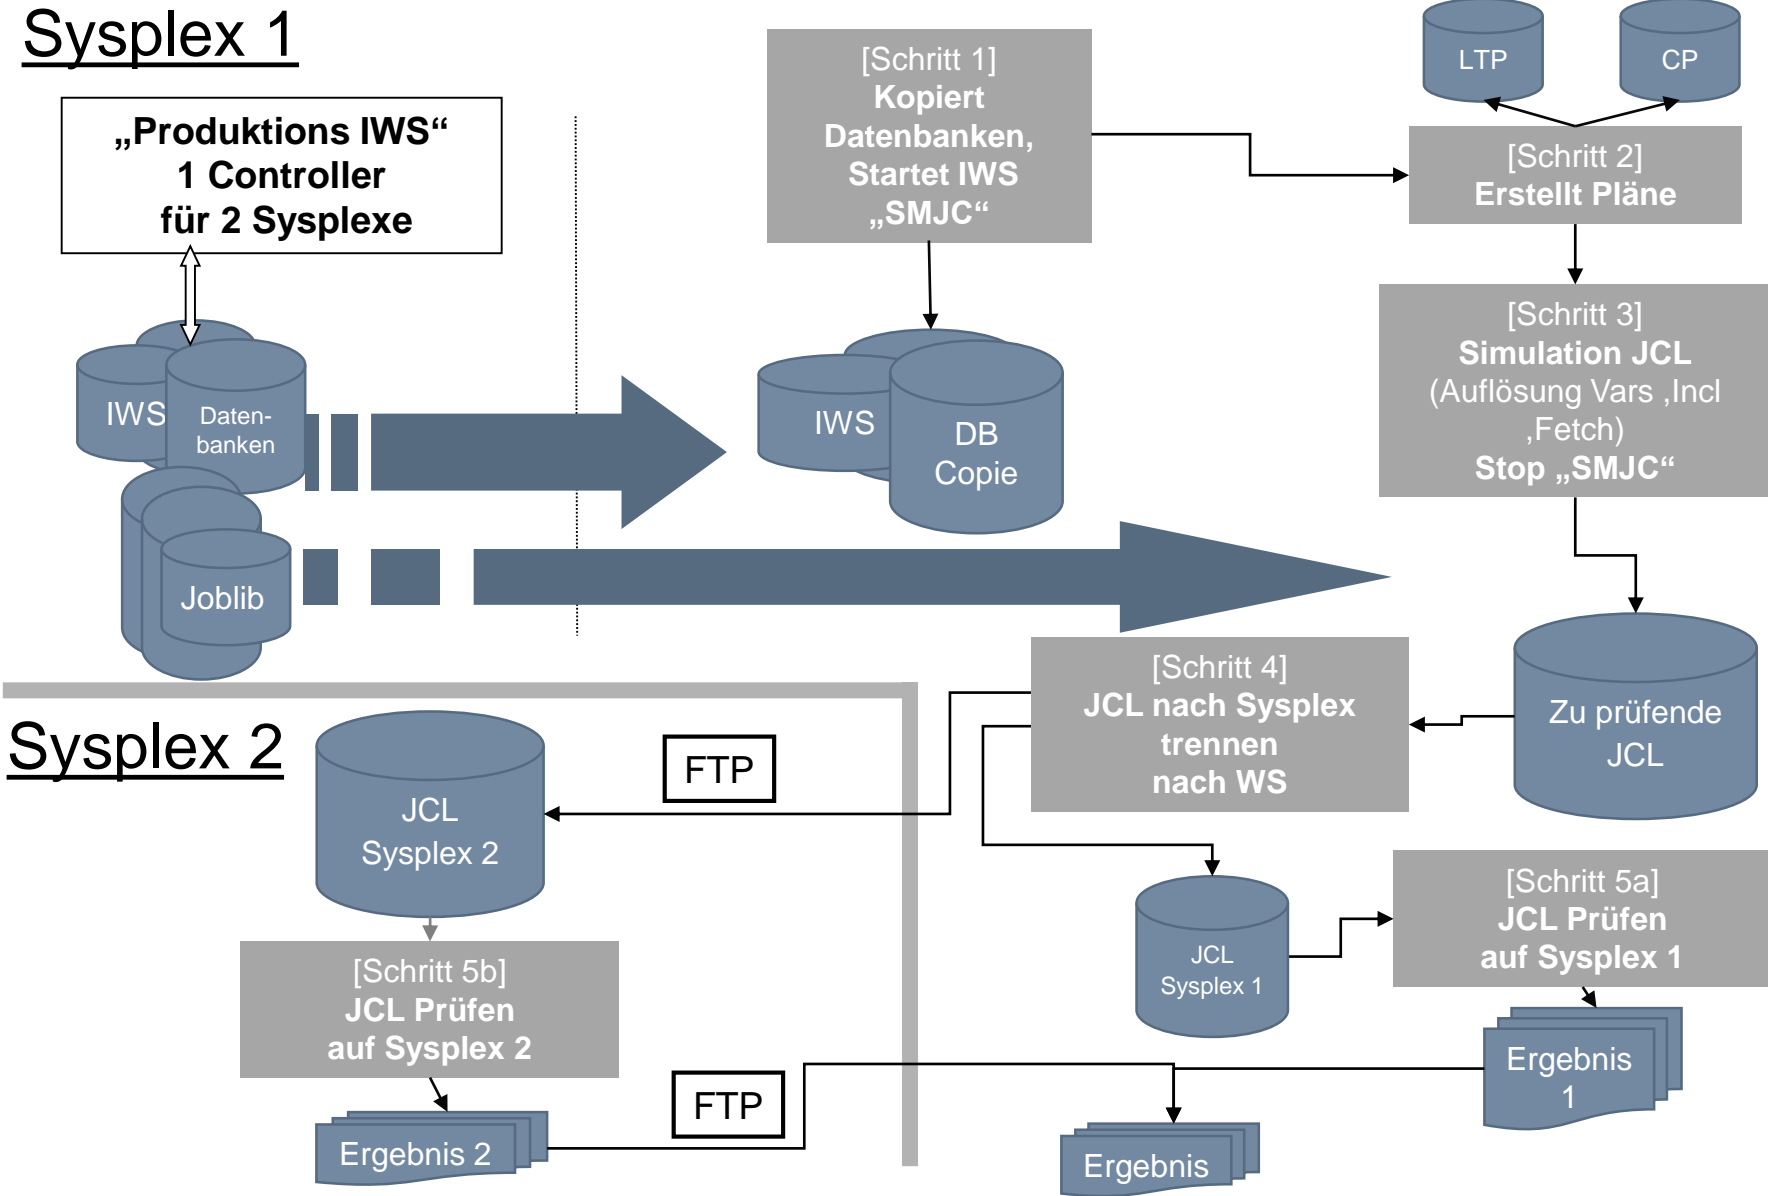 Sysplex 1
„Produktions IWS“
1 Controller
für 2 Sysplexe
IWS
Daten-
banken
Joblib
[Schritt 1]
Kopiert
Datenbanken,
Startet IWS
„SMJC“
IWS
DB
Copie
LTP
CP
[Schritt 2]
Erstellt Pläne
[Schritt 3]
Simulation JCL
(Auflösung Vars ,Incl
,Fetch)
Stop „SMJC“
Zu prüfende
JCL
[Schritt 4]
JCL nach Sysplex
trennen
nach WS
Sysplex 2
FTP
JCL
Sysplex 2
[Schritt 5b]
JCL Prüfen
auf Sysplex 2
Ergebnis 2
FTP
JCL
Sysplex 1
[Schritt 5a]
JCL Prüfen
auf Sysplex 1
Ergebnis
1
Ergebnis